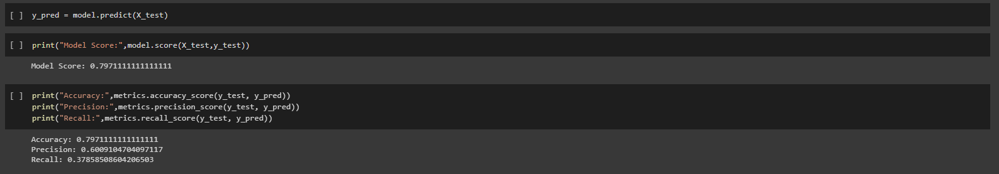 [ ] y_pred = model.predict(X_test)
[ ] print("Model Score:",model.score(X_test,y_test))
Model Score: 0.7971111111111111
[ ] print("Accuracy:",metrics.accuracy_score(y_test, y_pred))
print("Precision:",metrics.precision_score(y_test, y_pred))
print("Recall:",metrics.recall_score(y_test, y_pred))
Accuracy: 0.7971111111111111
Precision: 0.6009104704097117
Recall: 0.37858508604206503